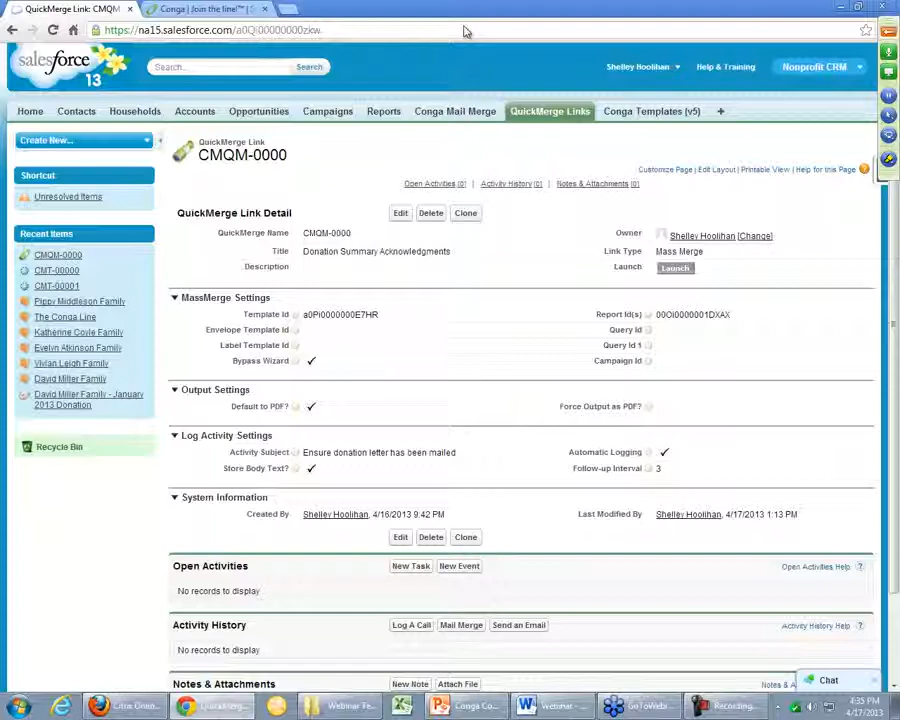 QuickMerge Link: CMQM
Conga | Join the line!™ | S
https://na15.salesforce.com/a0Qi0000000zikw
salesforce
13
Search...
Search
Shelley Hoolihan
Help & Training
Nonprofit CRM
Home Contacts Households Accounts Opportunities Campaigns Reports Conga Mail Merge QuickMerge Links Conga Templates (v5) +
Create New...
Shortcut
Unresolved Items
Recent Items
CMQM-0000
CMT-00000
CMT-00001
Pippy Middleson Family
The Conga Line
Katherine Coyle Family
Evelyn Atkinson Family
Vivian Leigh Family
David Miller Family
David Miller Family - January
2013 Donation
Recycle Bin
QuickMerge Link
CMQM-0000
Customize Page | Edit Layout | Printable View | Help for this Page ?
Open Activities [0] | Activity History [0] | Notes & Attachments [0]
QuickMerge Link Detail Edit Delete Clone
QuickMerge Name CMQM-0000 Owner Shelley Hoolihan [Change]
Title Donation Summary Acknowledgments Link Type Mass Merge
Description Launch Launch
MassMerge Settings
Template Id a0Pi0000000E7HR Report Id(s) 00Oi0000001DXAX
Envelope Template Id Query Id
Label Template Id Query Id 1
Bypass Wizard ✓ Campaign Id
Output Settings
Default to PDF? ✓ Force Output as PDF?
Log Activity Settings
Activity Subject Ensure donation letter has been mailed Automatic Logging ✓
Store Body Text? ✓ Follow-up Interval 3
System Information
Created By Shelley Hoolihan, 4/16/2013 9:42 PM Last Modified By Shelley Hoolihan, 4/17/2013 1:13 PM
Edit Delete Clone
Open Activities New Task New Event Open Activities Help ?
No records to display
Activity History Log A Call Mail Merge Send an Email Activity History Help ?
No records to display
Notes & Attachments New Note Attach File Notes & A
Chat
Citrix Onlin...
QuickMerg...
Webinar Te...
Conga Co...
Webinar -...
GoToWebi...
Recording...
4:35 PM
4/17/2013